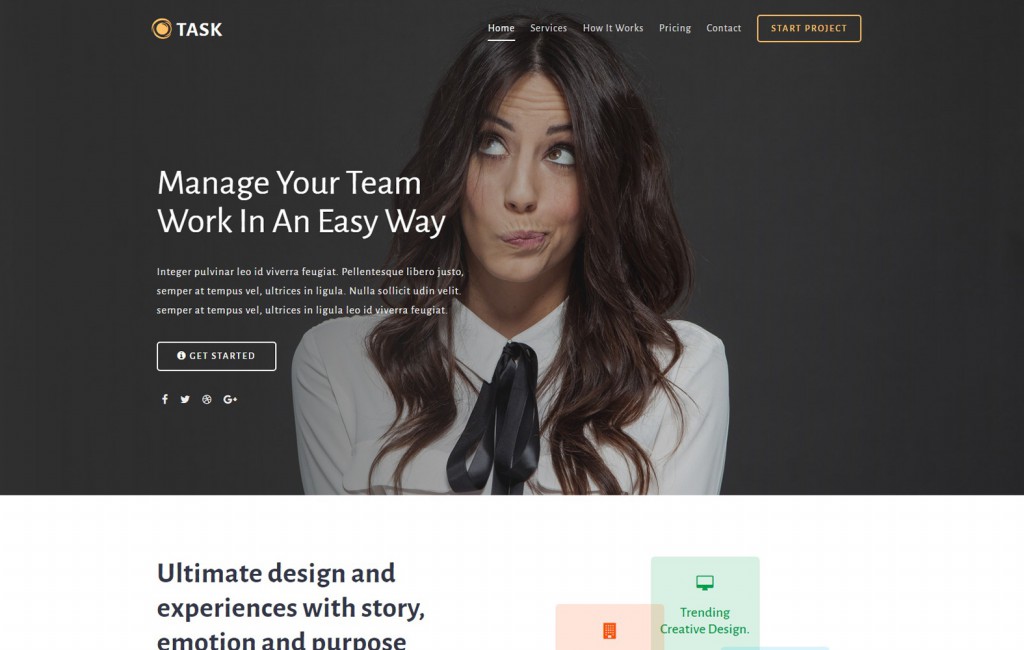 TASK
Home
Services
How It Works
Pricing
Contact
START PROJECT
Manage Your Team
Work In An Easy Way
Integer pulvinar leo id viverra feugiat. Pellentesque libero justo,
semper at tempus vel, ultrices in ligula. Nulla sollicit udin velit.
semper at tempus vel, ultrices in ligula leo id viverra feugiat.
GET STARTED
Ultimate design and
experiences with story,
emotion and purpose
Trending
Creative Design.